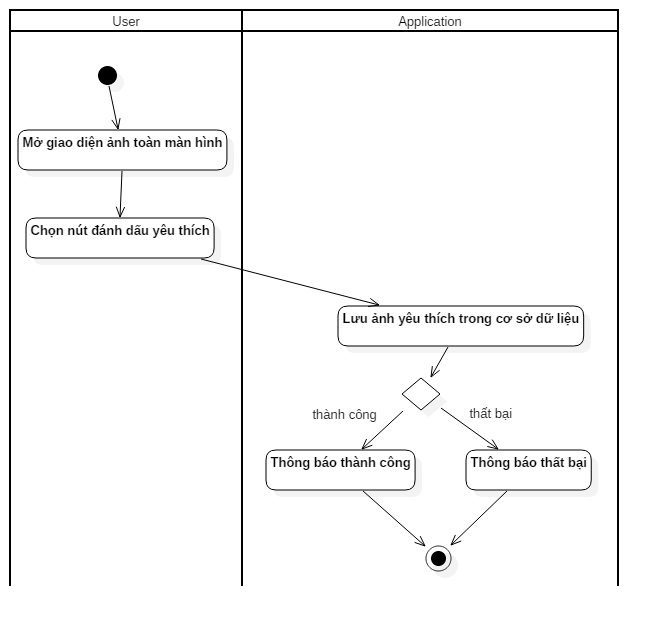 User
Application
Mở giao diện ảnh toàn màn hình
Chọn nút đánh dấu yêu thích
Lưu ảnh yêu thích trong cơ sở dữ liệu
thành công
thất bại
Thông báo thành công
Thông báo thất bại